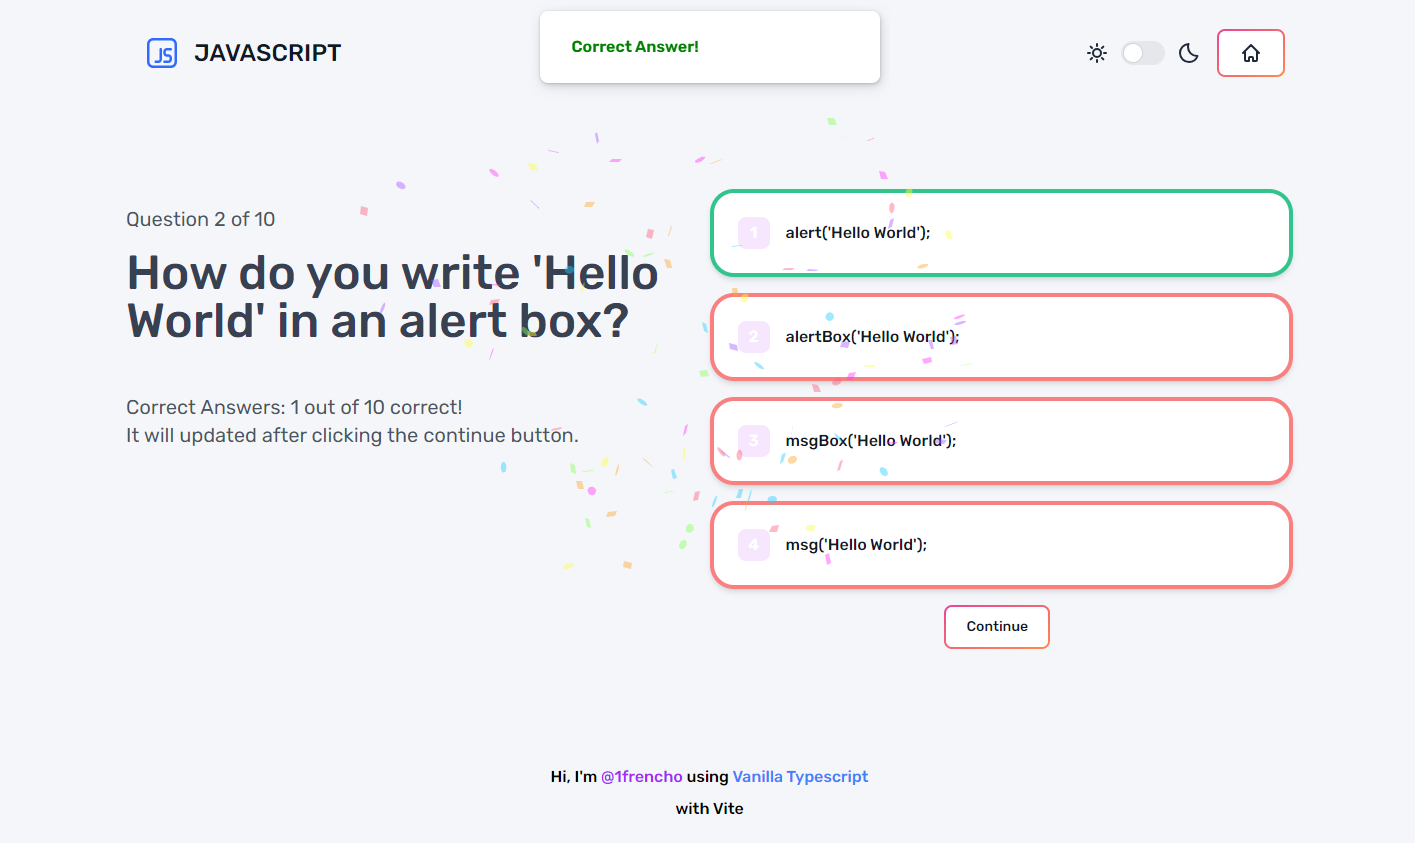 JS JAVASCRIPT
Correct Answer!
Question 2 of 10
How do you write 'Hello
World' in an alert box?
Correct Answers: 1 out of 10 correct!
It will updated after clicking the continue button.
1 alert('Hello World');
2 alertBox('Hello World');
3 msgBox('Hello World');
4 msg('Hello World');
Continue
Hi, I'm @1frencho using Vanilla Typescript
with Vite